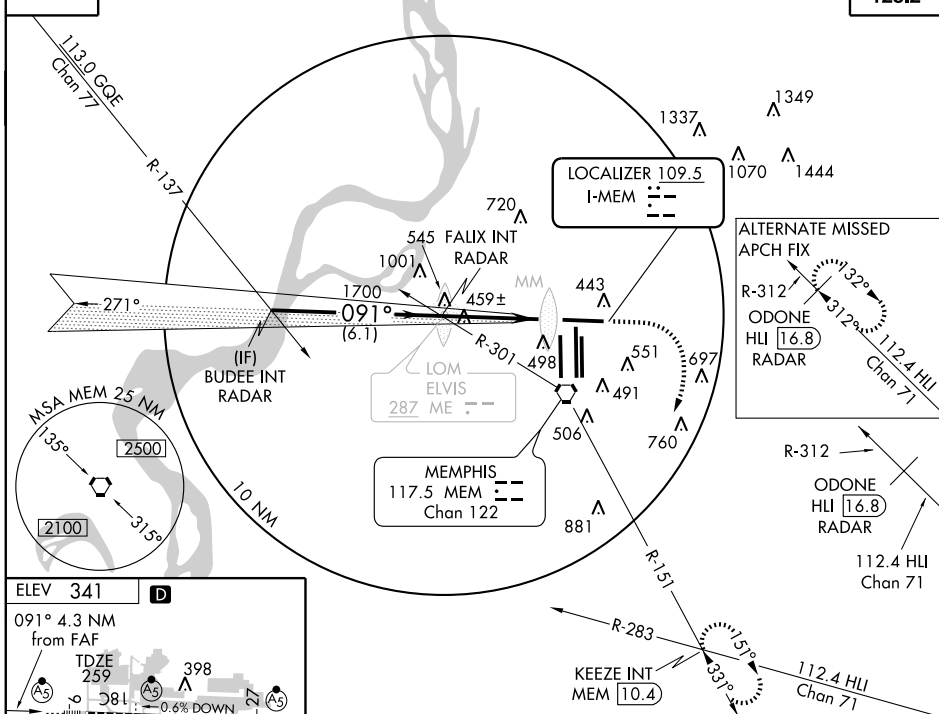 113.0 GQE
Chan 77
R-137
1337
1349
1070
1444
LOCALIZER 109.5
I-MEM
720
545
FALIX INT
RADAR
1001
MM
443
1700
271°
091°
459±
(6.1)
R-301
(IF)
BUDEE INT
RADAR
498
551
697
491
LOM
ELVIS
287 ME
506
760
ALTERNATE MISSED
APCH FIX
R-312
132°
312°
ODONE
HLI 16.8
RADAR
112.4 HLI
Chan 71
MSA MEM 25 NM
135°
2500
2100
315°
10 NM
MEMPHIS
117.5 MEM
Chan 122
881
R-312
ODONE
HLI 16.8
RADAR
112.4 HLI
Chan 71
R-151
R-283
KEEZE INT
MEM 10.4
151°
331°
112.4 HLI
Chan 71
ELEV 341
D
091° 4.3 NM
from FAF
TDZE
259
398
A5
A5
A5
9
18C
0.6% DOWN
27